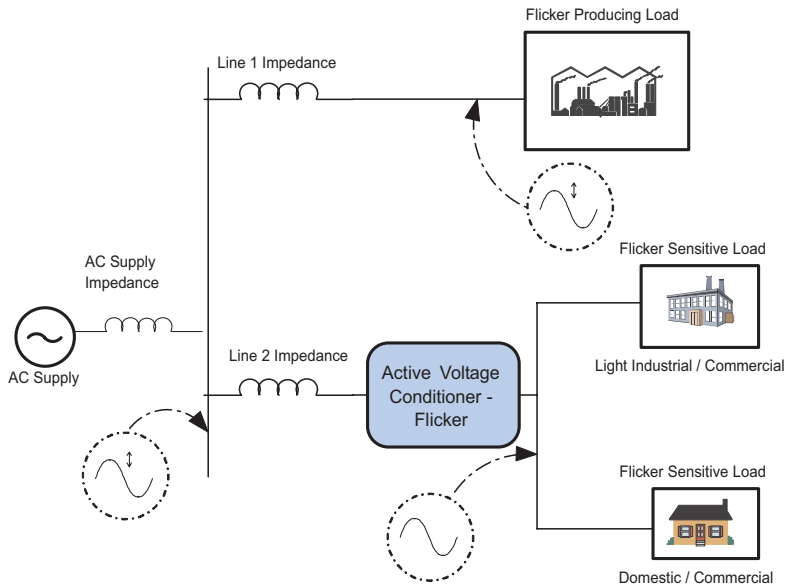 Flicker Producing Load
Line 1 Impedance
Flicker Sensitive Load
AC Supply
Impedance
Light Industrial / Commercial
AC Supply
Line 2 Impedance
Active Voltage
Conditioner -
Flicker
Flicker Sensitive Load
Domestic / Commercial